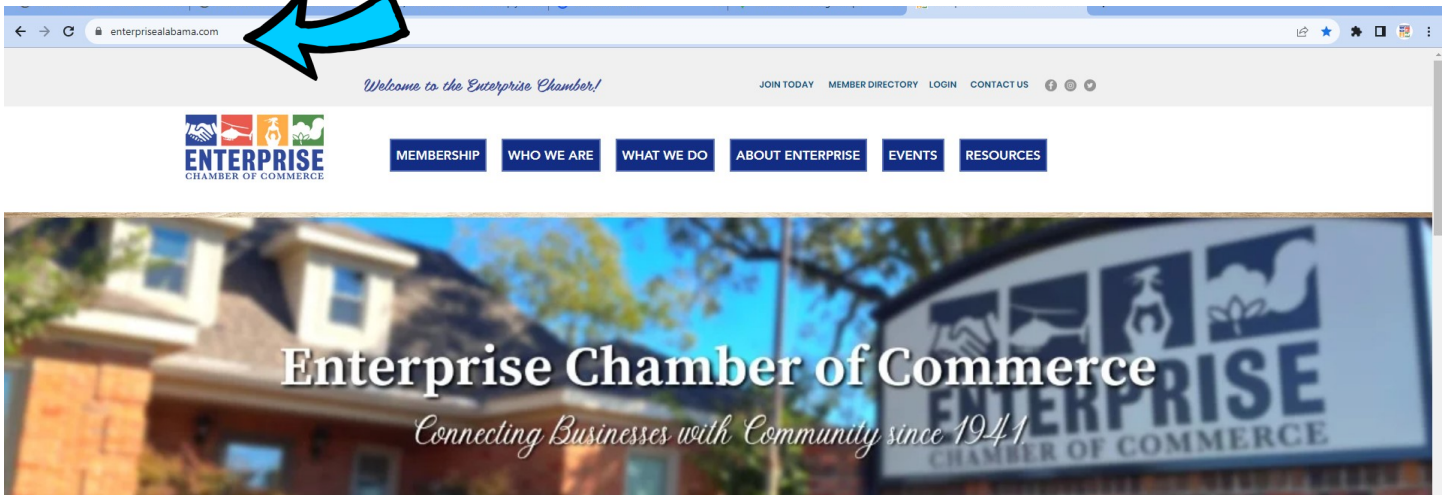 enterprisealabama.com
Welcome to the Enterprise Chamber!
JOIN TODAY MEMBER DIRECTORY LOGIN CONTACT US
ENTERPRISE
CHAMBER OF COMMERCE
MEMBERSHIP WHO WE ARE WHAT WE DO ABOUT ENTERPRISE EVENTS RESOURCES
Enterprise Chamber of Commerce
Connecting Businesses with Community since 1941.
ENTERPRISE
CHAMBER OF COMMERCE